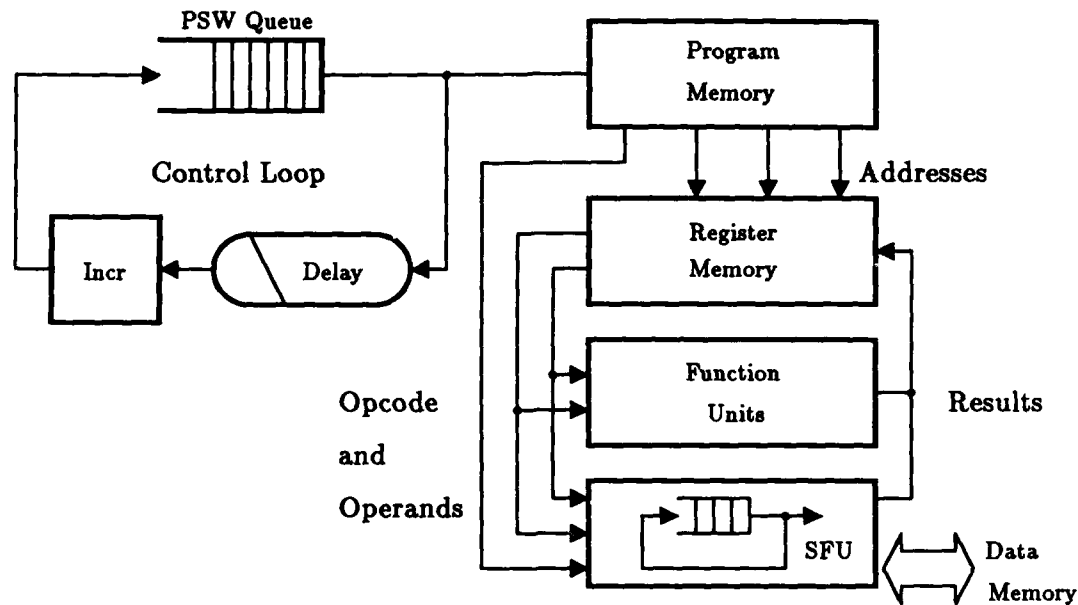 PSW Queue
Program
Memory
Control Loop
Addresses
Incr
Delay
Register
Memory
Function
Units
Opcode
and
Operands
Results
SFU
Data
Memory